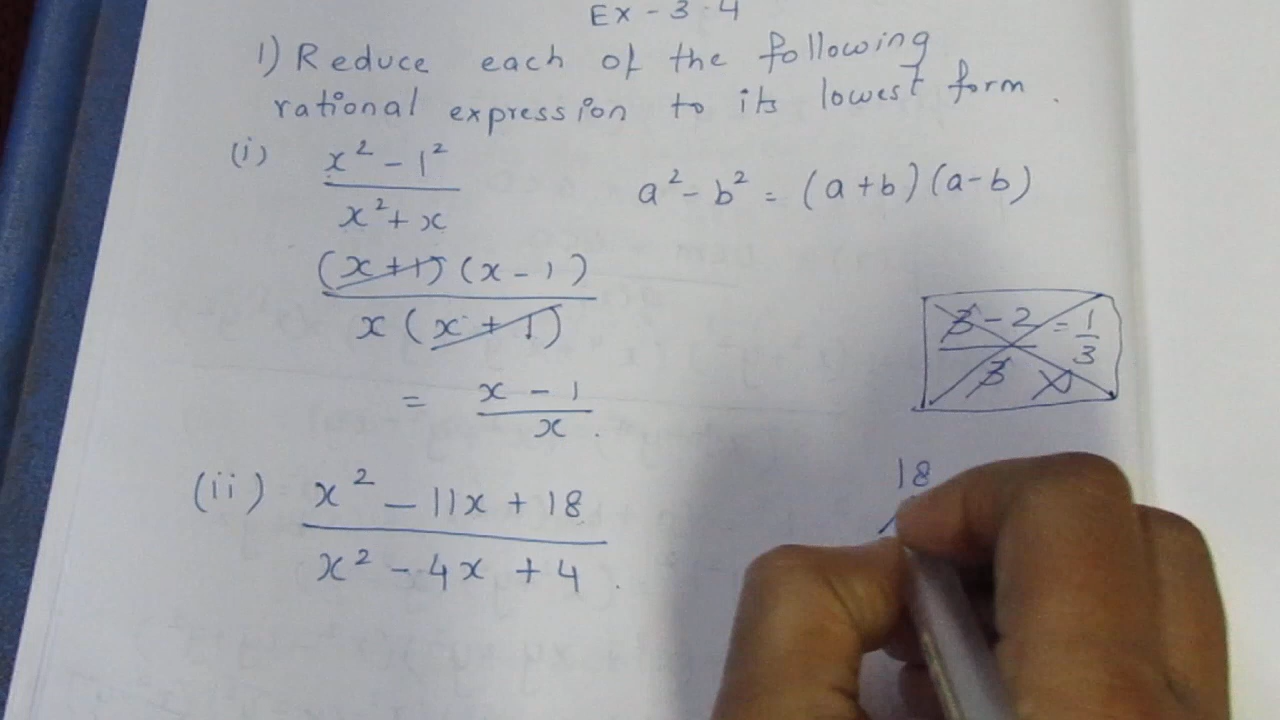 Ex - 3.4
1) Reduce each of the following
rational expression to its lowest form.
(i) x² - 1² / x² + x
a² - b² = (a + b)(a - b)
(x + 1)(x - 1) / x(x + 1)
= x - 1 / x.
3 - 2 / 3 = 1/3
(ii) x² - 11x + 18 / x² - 4x + 4.
18